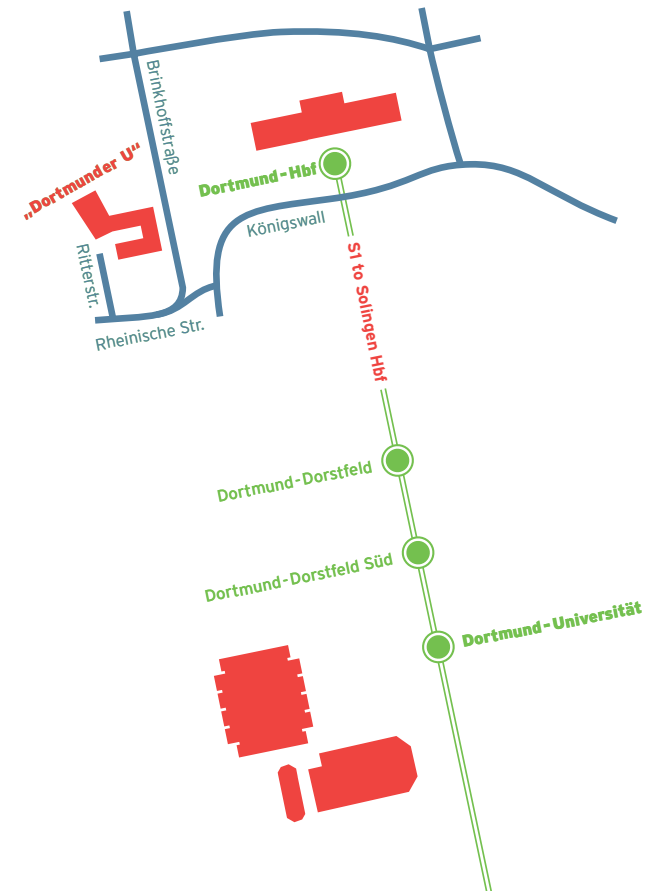 Brinkhoffstraße
„Dortmunder U“
Dortmund-Hbf
Königswall
Ritterstr.
S1 to Solingen Hbf
Rheinische Str.
Dortmund-Dorstfeld
Dortmund-Dorstfeld Süd
Dortmund-Universität